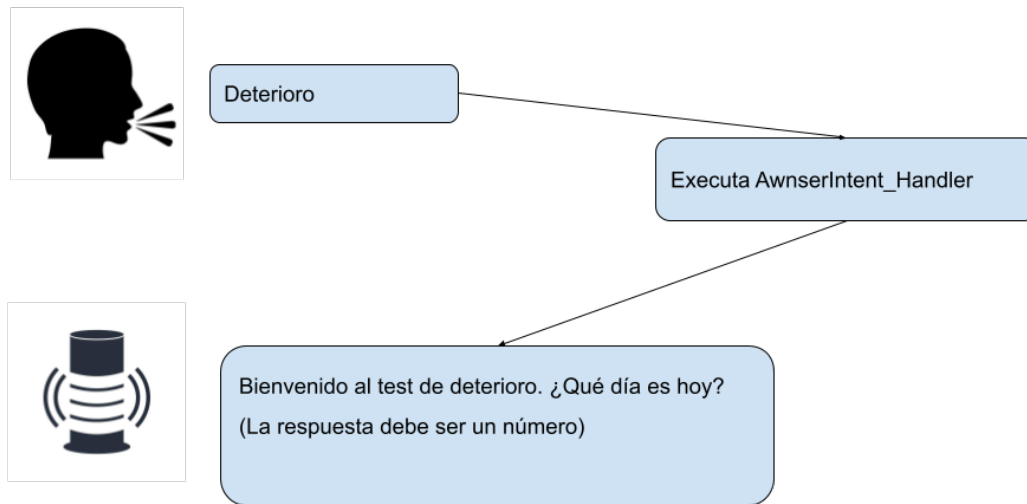 Deterioro
Executa AwnserIntent_Handler
Bienvenido al test de deterioro. ¿Qué día es hoy?
(La respuesta debe ser un número)